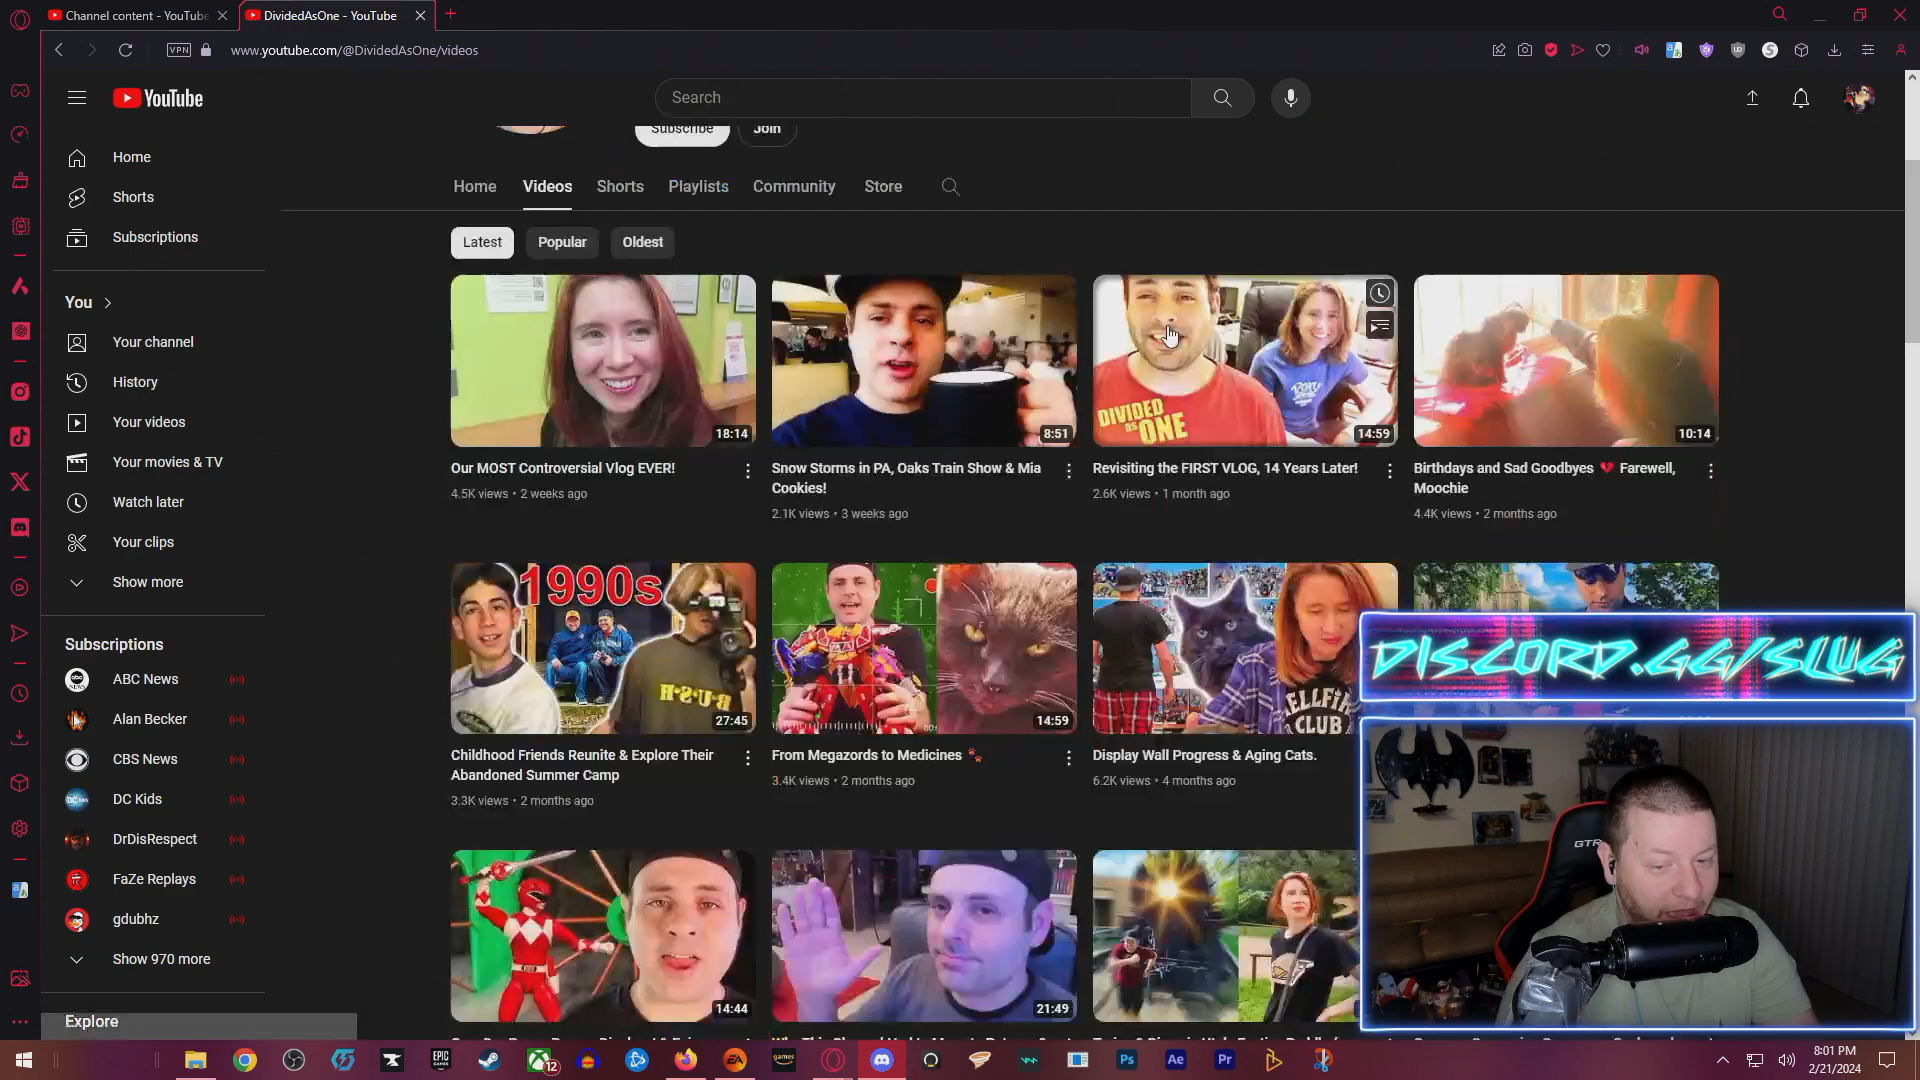 Channel content - YouTube
DividedAsOne - YouTube
VPN
www.youtube.com/@DividedAsOne/videos
YouTube
Search
Subscribe
Join
Home
Shorts
Subscriptions
You
Your channel
History
Your videos
Your movies & TV
Watch later
Your clips
Show more
Subscriptions
ABC News
Alan Becker
CBS News
DC Kids
DrDisRespect
FaZe Replays
gdubhz
Show 970 more
Explore
Home
Videos
Shorts
Playlists
Community
Store
Latest
Popular
Oldest
18:14
8:51
DIVIDED
as ONE
14:59
10:14
Our MOST Controversial Vlog EVER!
4.5K views • 2 weeks ago
Snow Storms in PA, Oaks Train Show & Mia
Cookies!
2.1K views • 3 weeks ago
Revisiting the FIRST VLOG, 14 Years Later!
2.6K views • 1 month ago
Birthdays and Sad Goodbyes 💔 Farewell,
Moochie
4.4K views • 2 months ago
1990s
27:45
14:59
HELLFIRE
CLUB
Childhood Friends Reunite & Explore Their
Abandoned Summer Camp
3.3K views • 2 months ago
From Megazords to Medicines 🐾
3.4K views • 2 months ago
Display Wall Progress & Aging Cats.
6.2K views • 4 months ago
14:44
21:49
DISCORD.GG/SLUG
GTR
12
8:01 PM
2/21/2024